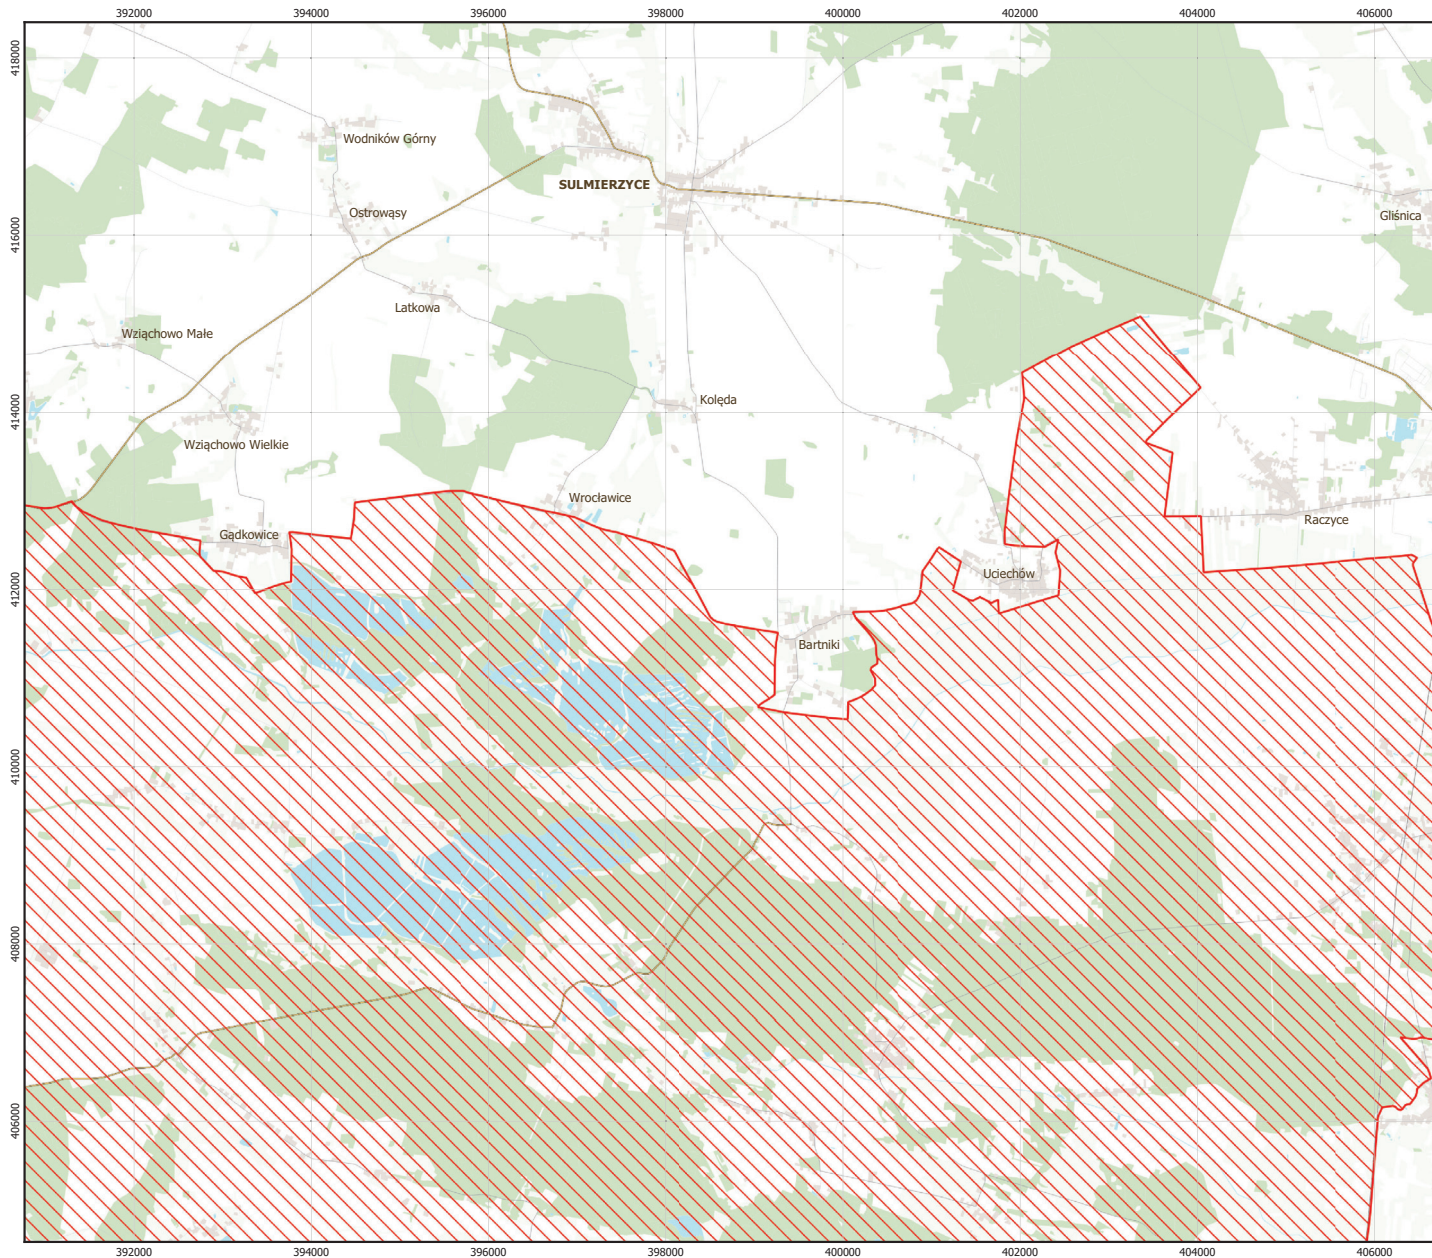 392000 394000 396000 398000 400000 402000 404000 406000
418000
Wodników Górny
SULMIERZYCE
Ostrowąsy
Gliśnica
416000
Latkowa
Wziąchowo Małe
Kolęda
414000
Wziąchowo Wielkie
Wrocławice
Raczyce
Gądkowice
Uciechów
412000
Bartniki
410000
408000
406000
392000 394000 396000 398000 400000 402000 404000 406000